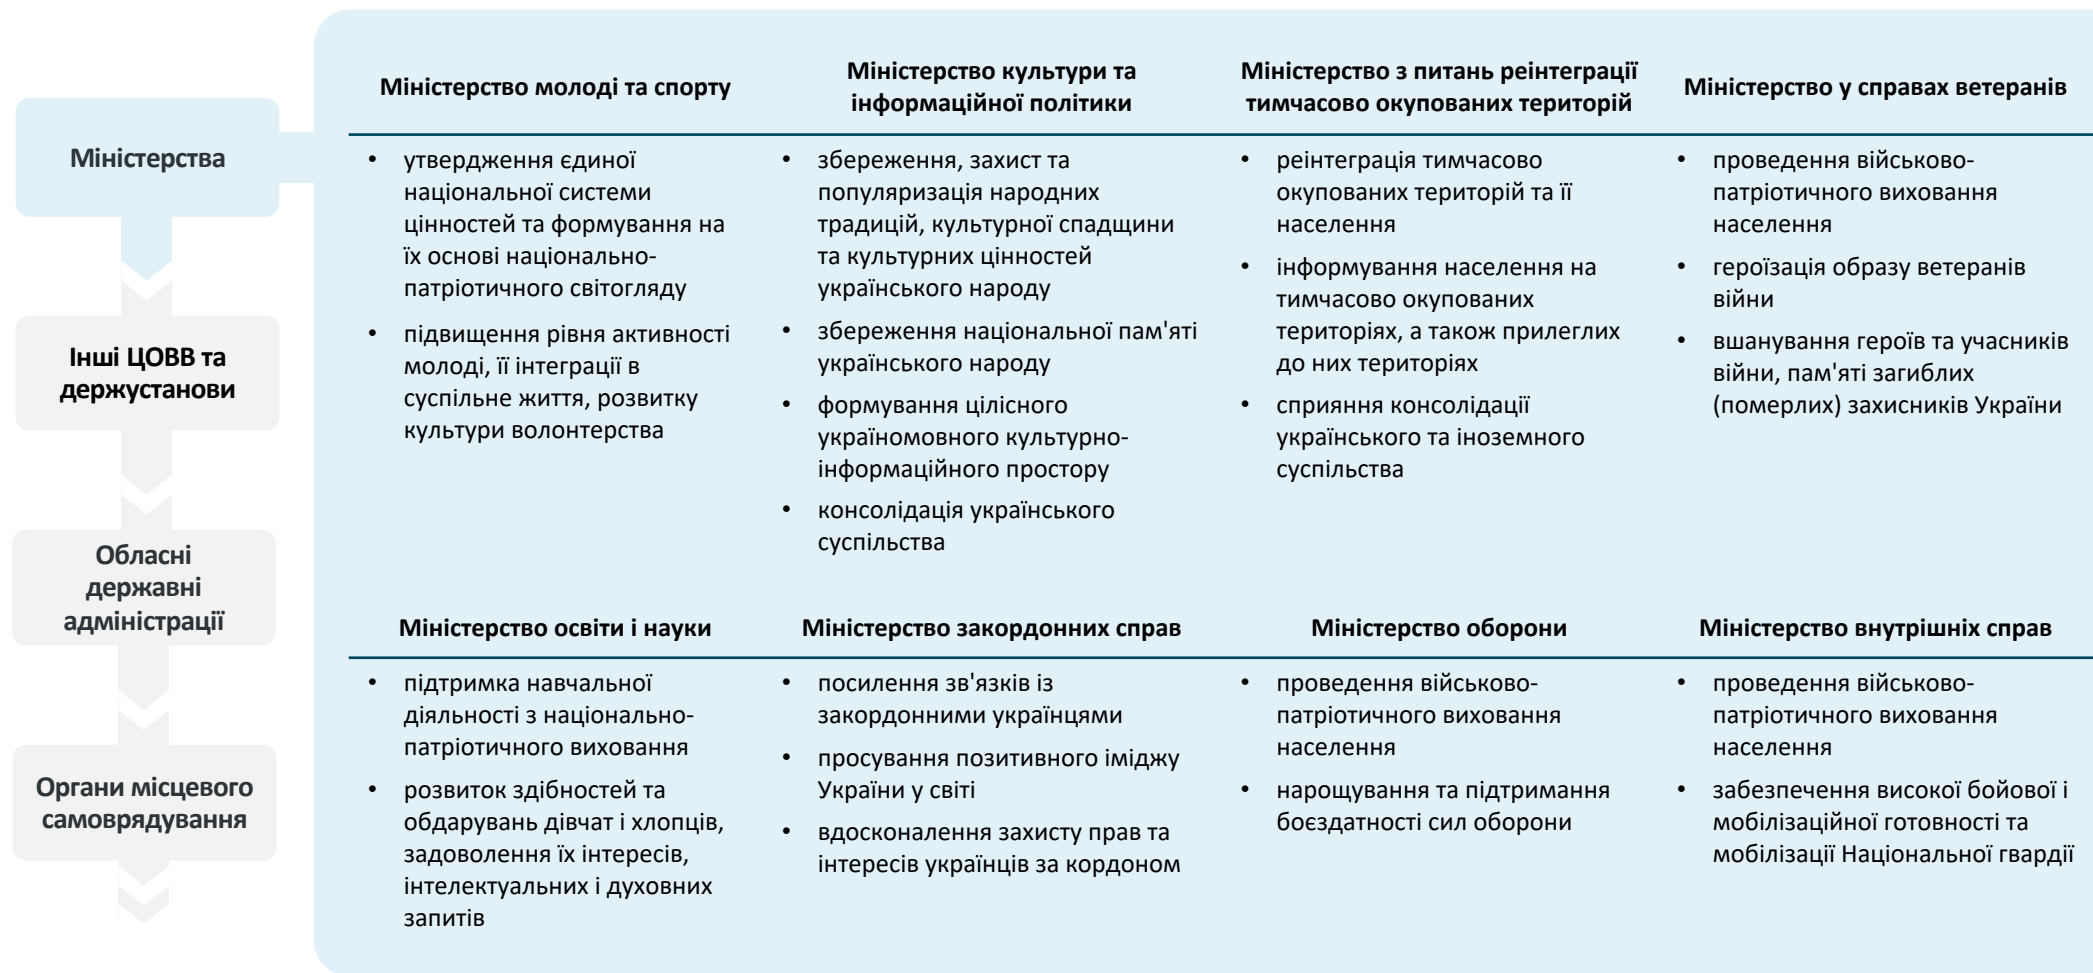 Міністерства
Інші ЦОВВ та
держустанови
Обласні
державні
адміністрації
Органи місцевого
самоврядування
Міністерство молоді та спорту
• утвердження єдиної
національної системи
цінностей та формування на
їх основі національно-
патріотичного світогляду
• підвищення рівня активності
молоді, її інтеграції в
суспільне життя, розвитку
культури волонтерства
Міністерство культури та
інформаційної політики
• збереження, захист та
популяризація народних
традицій, культурної спадщини
та культурних цінностей
українського народу
• збереження національної пам'яті
українського народу
• формування цілісного
україномовного культурно-
інформаційного простору
• консолідація українського
суспільства
Міністерство з питань реінтеграції
тимчасово окупованих територій
• реінтеграція тимчасово
окупованих територій та її
населення
• інформування населення на
тимчасово окупованих
територіях, а також прилеглих
до них територіях
• сприяння консолідації
українського та іноземного
суспільства
Міністерство у справах ветеранів
• проведення військово-
патріотичного виховання
населення
• героїзація образу ветеранів
війни
• вшанування героїв та учасників
війни, пам'яті загиблих
(померлих) захисників України
Міністерство освіти і науки
• підтримка навчальної
діяльності з національно-
патріотичного виховання
• розвиток здібностей та
обдарувань дівчат і хлопців,
задоволення їх інтересів,
інтелектуальних і духовних
запитів
Міністерство закордонних справ
• посилення зв'язків із
закордонними українцями
• просування позитивного іміджу
України у світі
• вдосконалення захисту прав та
інтересів українців за кордоном
Міністерство оборони
• проведення військово-
патріотичного виховання
населення
• нарощування та підтримання
боєздатності сил оборони
Міністерство внутрішніх справ
• проведення військово-
патріотичного виховання
населення
• забезпечення високої бойової і
мобілізаційної готовності та
мобілізації Національної гвардії